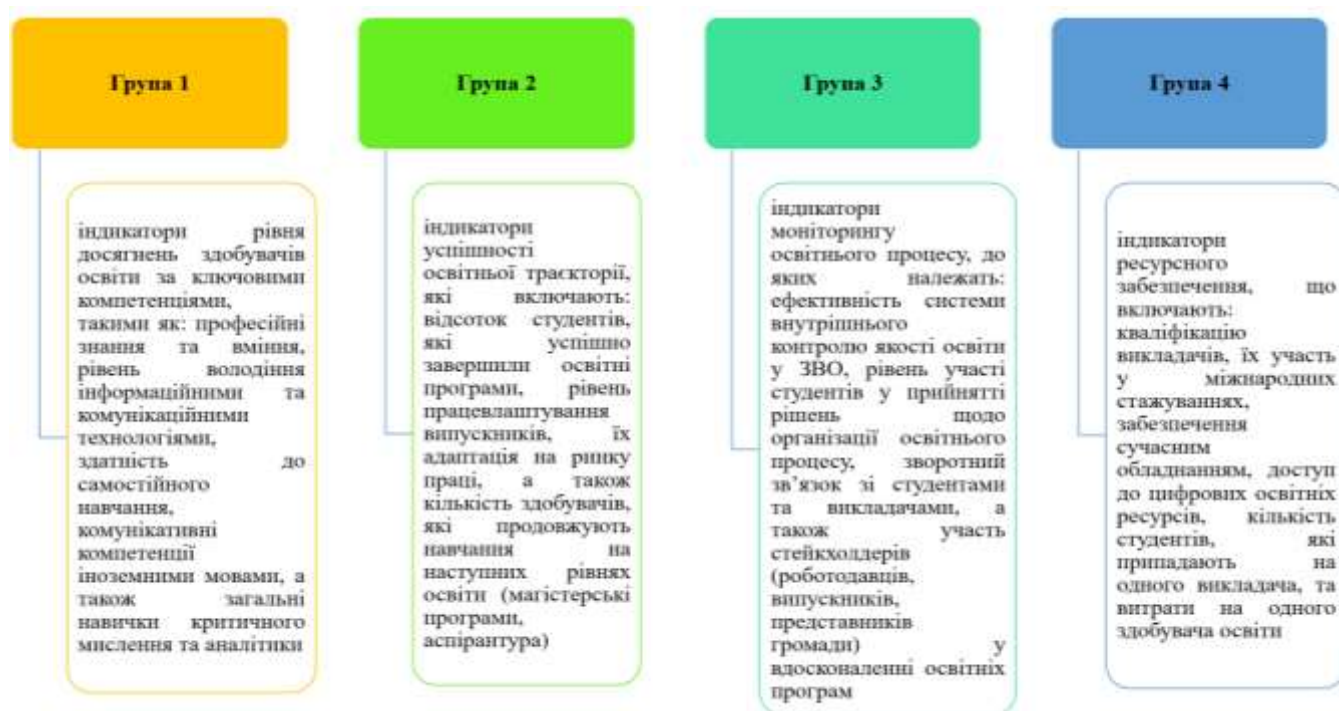 Група 1
індикатори рівня
досягнень здобувачів
освіти за ключовими
компетенціями,
такими як: професійні
знання та вміння,
рівень володіння
інформаційними та
комунікаційними
технологіями,
здатність до
самостійного
навчання,
комунікативні
компетенції
іноземними мовами, а
також загальні
навички критичного
мислення та аналітики
Група 2
індикатори
успішності
освітньої траєкторії,
які включають:
відсоток студентів,
які успішно
завершили освітні
програми, рівень
працевлаштування
випускників, їх
адаптація на ринку
праці, а також
кількість здобувачів,
які продовжують
навчання на
наступних рівнях
освіти (магістерські
програми,
аспірантура)
Група 3
індикатори
моніторингу
освітнього процесу, до
яких належать:
ефективність системи
внутрішнього
контролю якості освіти
у ЗВО, рівень участі
студентів у прийнятті
рішень щодо
організації освітнього
процесу, зворотний
зв’язок зі студентами
та викладачами, а
також участь
стейкхолдерів
(роботодавців,
випускників,
представників
громади) у
вдосконаленні освітніх
програм
Група 4
індикатори
ресурсного
забезпечення, що
включають:
кваліфікацію
викладачів, їх участь
у міжнародних
стажуваннях,
забезпечення
сучасним
обладнанням, доступ
до цифрових освітніх
ресурсів, кількість
студентів, які
припадають на
одного викладача, та
витрати на одного
здобувача освіти